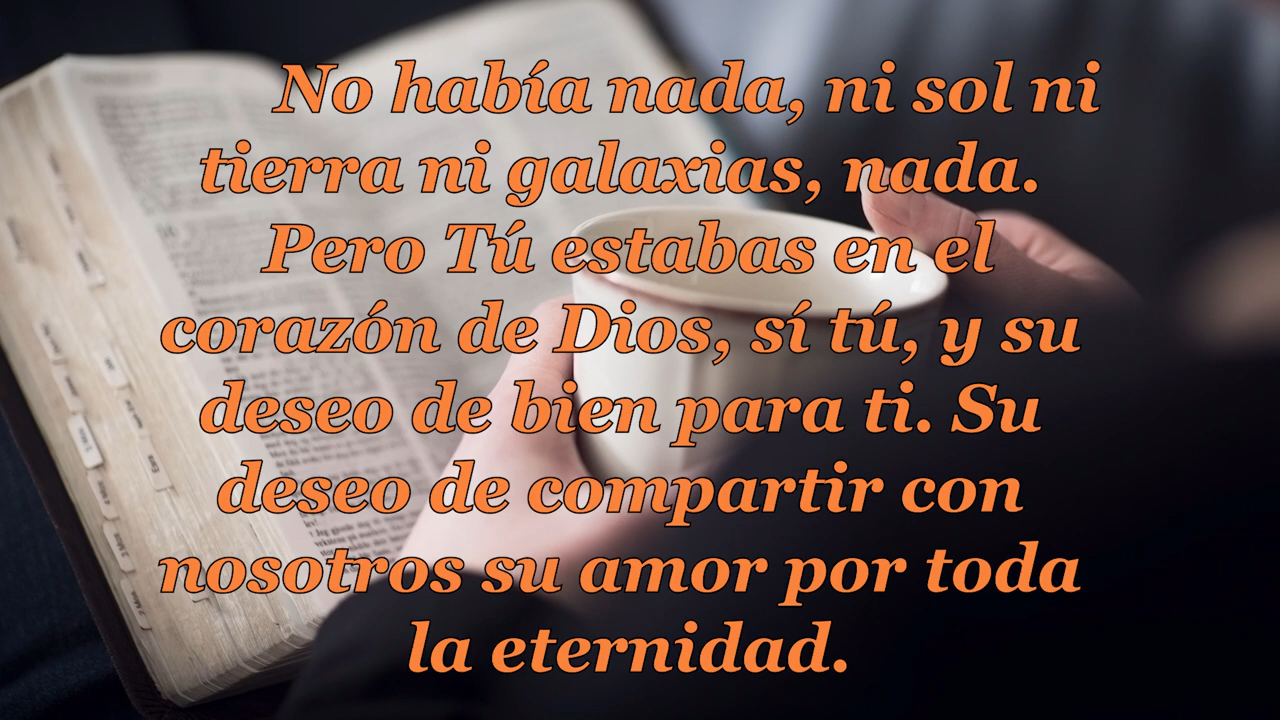 No había nada, ni sol ni
tierra ni galaxias, nada.
Pero Tú estabas en el
corazón de Dios, sí tú, y su
deseo de bien para ti. Su
deseo de compartir con
nosotros su amor por toda
la eternidad.